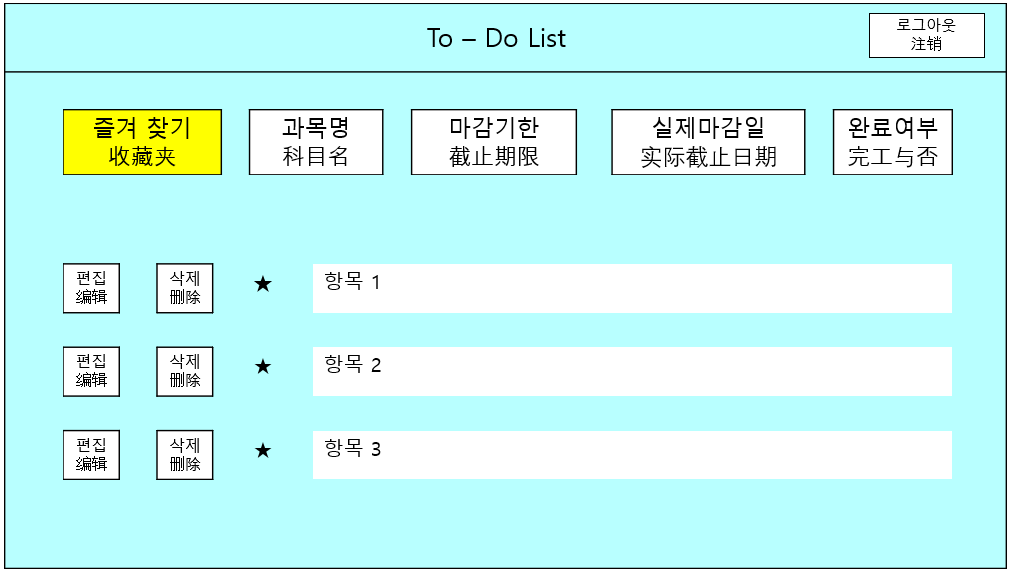 To – Do List
로그아웃
注销
즐겨 찾기
收藏夹
과목명
科目名
마감기한
截止期限
실제마감일
实际截止日期
완료여부
完工与否
편집
编辑
삭제
删除
★
항목 1
편집
编辑
삭제
删除
★
항목 2
편집
编辑
삭제
删除
★
항목 3